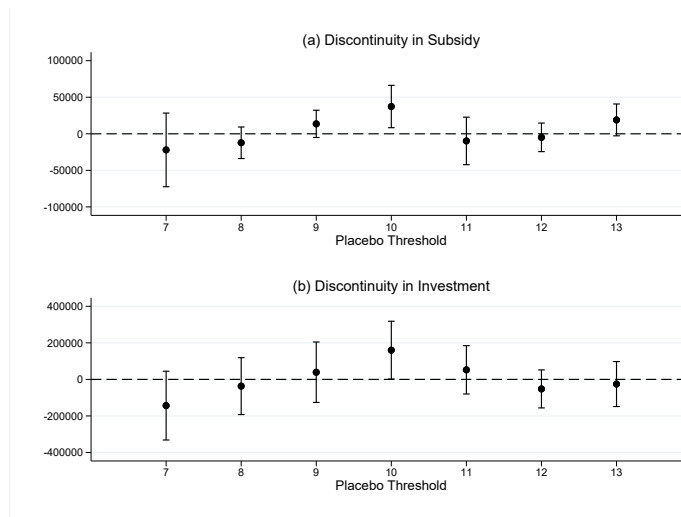 (a) Discontinuity in Subsidy
100000
50000
0
-50000
-100000
7 8 9 10 11 12 13
Placebo Threshold
(b) Discontinuity in Investment
400000
200000
0
-200000
-400000
7 8 9 10 11 12 13
Placebo Threshold